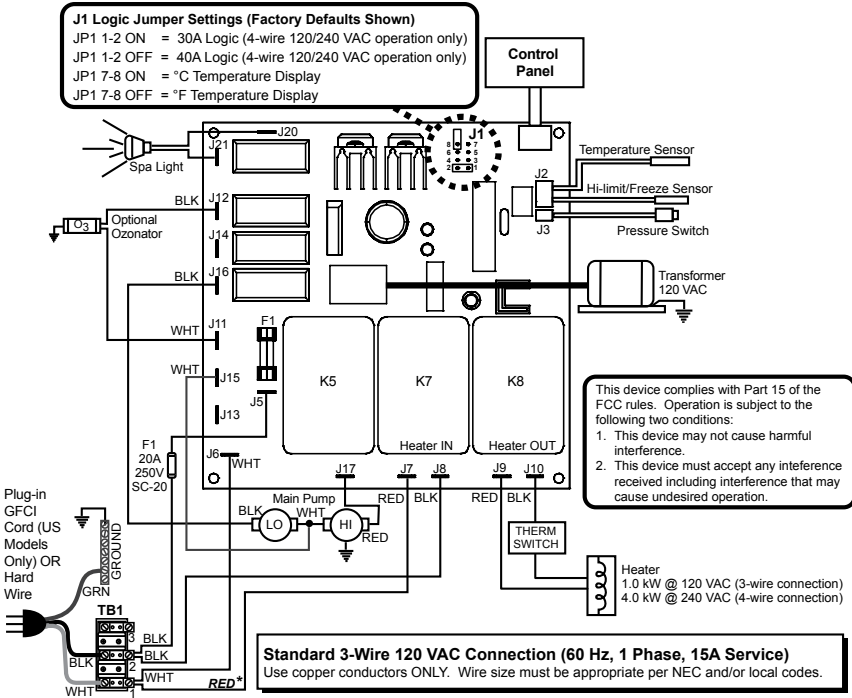 J1 Logic Jumper Settings (Factory Defaults Shown)
JP1 1-2 ON = 30A Logic (4-wire 120/240 VAC operation only)
JP1 1-2 OFF = 40A Logic (4-wire 120/240 VAC operation only)
JP1 7-8 ON = °C Temperature Display
JP1 7-8 OFF = °F Temperature Display
Control
Panel
J1
8 7
6 5
4 3
2 1
J20
J21
Spa Light
Temperature Sensor
J2
Hi-limit/Freeze Sensor
J3
Pressure Switch
BLK
J12
O3
Optional
Ozonator
J14
BLK
J16
Transformer
120 VAC
WHT
J11
F1
WHT
J15
J5
J13
K5
K7
K8
Heater IN
Heater OUT
This device complies with Part 15 of the
FCC rules. Operation is subject to the
following two conditions:
1. This device may not cause harmful
interference.
2. This device must accept any inteference
received including interference that may
cause undesired operation.
F1
20A
250V
SC-20
J6
WHT
J17
J7
J8
J9
J10
RED
BLK
RED
BLK
Main Pump
BLK
LO
WHT
HI
RED
THERM
SWITCH
Heater
1.0 kW @ 120 VAC (3-wire connection)
4.0 kW @ 240 VAC (4-wire connection)
Plug-in
GFCI
Cord (US
Models
Only) OR
Hard
Wire
GROUND
GRN
TB1
3
BLK
BLK
BLK
2
WHT
WHT
1
RED*
Standard 3-Wire 120 VAC Connection (60 Hz, 1 Phase, 15A Service)
Use copper conductors ONLY. Wire size must be appropriate per NEC and/or local codes.